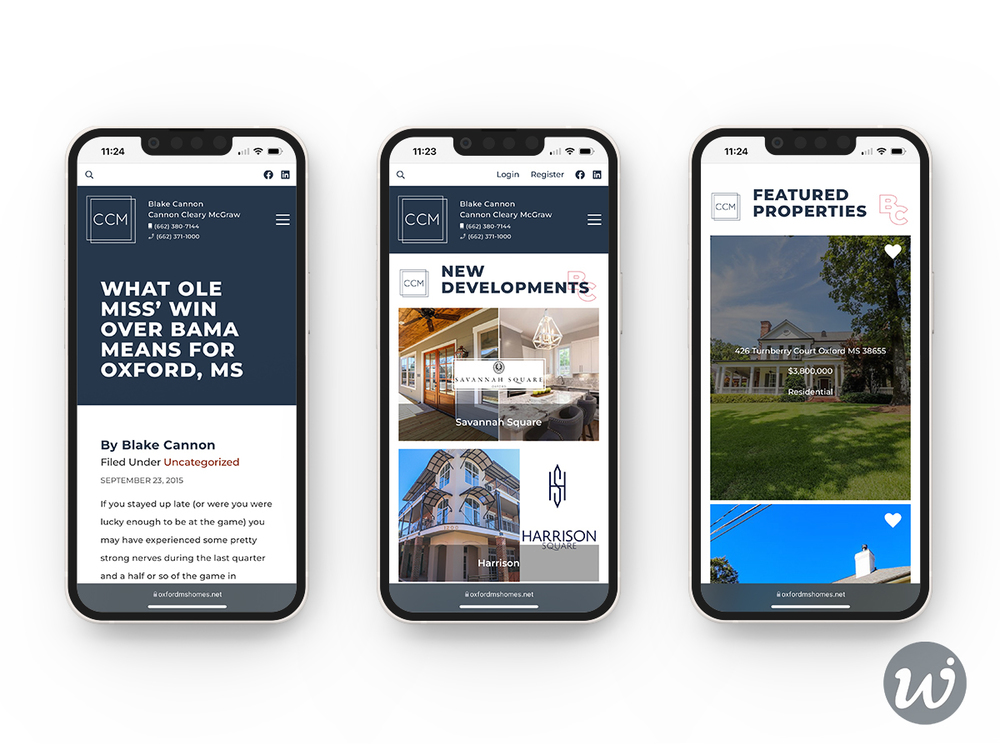 11:24
CCM
Blake Cannon
Cannon Cleary McGraw
(662) 380-7144
(662) 371-1000
WHAT OLE
MISS’ WIN
OVER BAMA
MEANS FOR
OXFORD, MS
By Blake Cannon
Filed Under Uncategorized
SEPTEMBER 23, 2015
If you stayed up late (or were you were
lucky enough to be at the game) you
may have experienced some pretty
strong nerves during the last quarter
and a half or so of the game in
oxfordmshomes.net
11:23
Login Register
CCM
Blake Cannon
Cannon Cleary McGraw
(662) 380-7144
(662) 371-1000
CCM
NEW
DEVELOPMENTS
BC
SAVANNAH SQUARE
Savannah Square
1200
HS
HARRISON
SQUARE
Harrison
oxfordmshomes.net
11:24
CCM
FEATURED
PROPERTIES
BC
426 Turnberry Court Oxford MS 38655
$3,800,000
Residential
oxfordmshomes.net
w